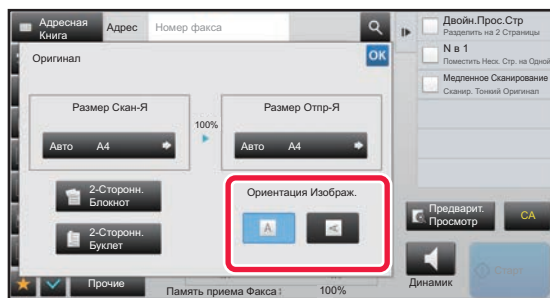 Адресная
Книга
Адрес
Номер факса
Двойн.Прос.Стр
Разделить на 2 Страницы
N в 1
Поместить Неск. Стр. на Одной
Медленное Сканирование
Сканир. Тонкий Оригинал
Оригинал
OK
Размер Скан-Я
100%
Размер Отпр-Я
Авто A4
Авто A4
2-Сторонн.
Блокнот
Ориентация Изображ.
A
A
2-Сторонн.
Буклет
Предварит.
Просмотр
CA
Прочие
Память приема Факса: 100%
Динамик
Старт